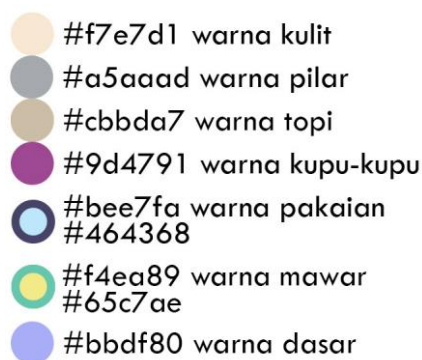 #f7e7d1 warna kulit
#a5aaad warna pilar
#cbbda7 warna topi
#9d4791 warna kupu-kupu
#bee7fa warna pakaian
#464368
#f4ea89 warna mawar
#65c7ae
#bbdf80 warna dasar